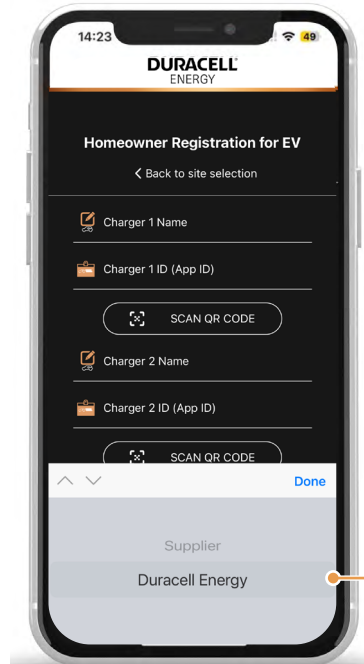 14:23
49
DURACELL
ENERGY
Homeowner Registration for EV
Back to site selection
Charger 1 Name
Charger 1 ID (App ID)
SCAN QR CODE
Charger 2 Name
Charger 2 ID (App ID)
SCAN QR CODE
Done
Supplier
Duracell Energy